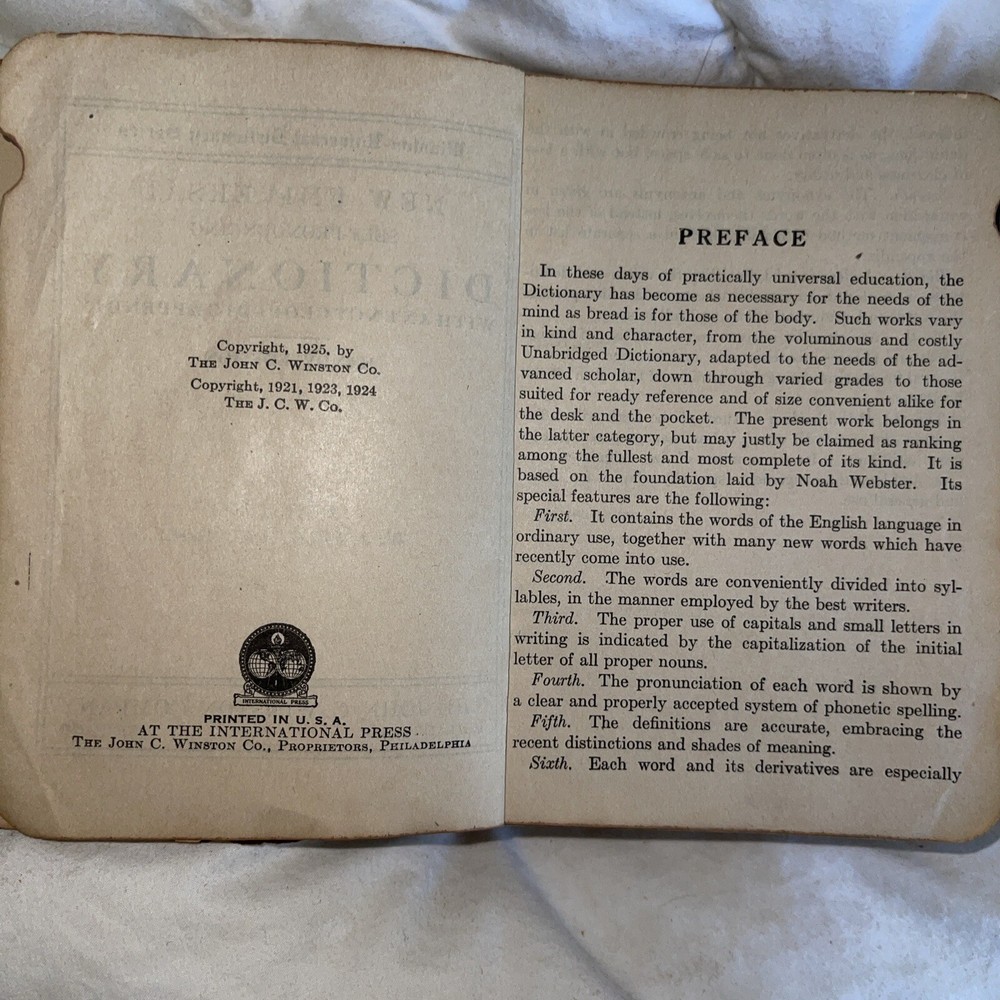 Copyright, 1925, by
THE JOHN C. WINSTON CO.
Copyright, 1921, 1923, 1924
THE J. C. W. CO.
INTERNATIONAL PRESS
PRINTED IN U. S. A.
AT THE INTERNATIONAL PRESS
THE JOHN C. WINSTON CO., PROPRIETORS, PHILADELPHIA
PREFACE
In these days of practically universal education, the
Dictionary has become as necessary for the needs of the
mind as bread is for those of the body. Such works vary
in kind and character, from the voluminous and costly
Unabridged Dictionary, adapted to the needs of the ad-
vanced scholar, down through varied grades to those
suited for ready reference and of size convenient alike for
the desk and the pocket. The present work belongs in
the latter category, but may justly be claimed as ranking
among the fullest and most complete of its kind. It is
based on the foundation laid by Noah Webster. Its
special features are the following:
First. It contains the words of the English language in
ordinary use, together with many new words which have
recently come into use.
Second. The words are conveniently divided into syl-
lables, in the manner employed by the best writers.
Third. The proper use of capitals and small letters in
writing is indicated by the capitalization of the initial
letter of all proper nouns.
Fourth. The pronunciation of each word is shown by
a clear and properly accepted system of phonetic spelling.
Fifth. The definitions are accurate, embracing the
recent distinctions and shades of meaning.
Sixth. Each word and its derivatives are especially